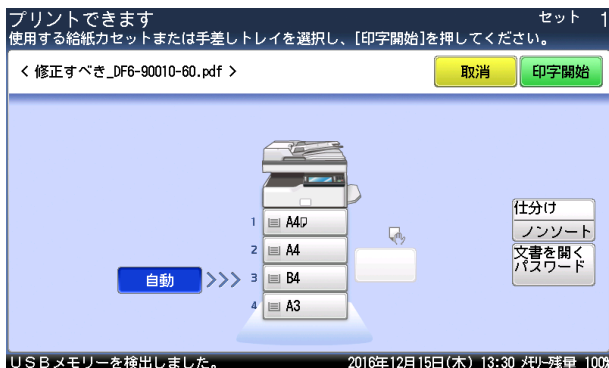 プリントできます
セット 1
使用する給紙カセットまたは手差しトレイを選択し、[印字開始]を押してください。
< 修正すべき_DF6-90010-60.pdf >
取消
印字開始
1 A4
2 A4
自動 >>> 3 B4
4 A3
仕分け
ノンソート
文書を開く
パスワード
USBメモリーを検出しました。
2016年12月15日(木) 13:30 メモリー残量 100%